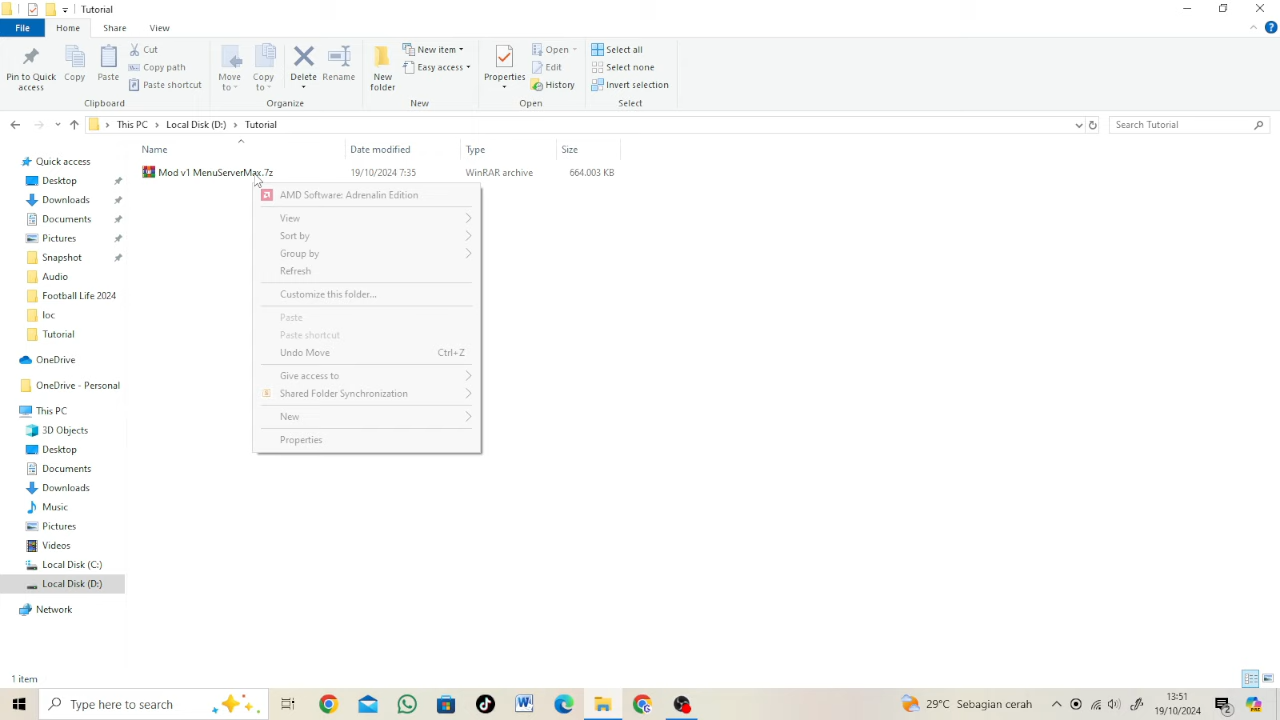 Tutorial
File Home Share View
Pin to Quick access
Copy
Paste
Cut
Copy path
Paste shortcut
Clipboard
Move to
Copy to
Delete
Rename
Organize
New folder
New item
Easy access
New
Properties
Open
Edit
History
Open
Select all
Select none
Invert selection
Select
This PC › Local Disk (D:) › Tutorial
Search Tutorial
Name Date modified Type Size
Mod v1 MenuServerMax.7z 19/10/2024 7:35 WinRAR archive 664.003 KB
Quick access
Desktop
Downloads
Documents
Pictures
Snapshot
Audio
Football Life 2024
loc
Tutorial
OneDrive
OneDrive - Personal
This PC
3D Objects
Desktop
Documents
Downloads
Music
Pictures
Videos
Local Disk (C:)
Local Disk (D:)
Network
AMD Software: Adrenalin Edition
View
Sort by
Group by
Refresh
Customize this folder...
Paste
Paste shortcut
Undo Move Ctrl+Z
Give access to
Shared Folder Synchronization
New
Properties
1 item
Type here to search
29°C Sebagian cerah
13:51
19/10/2024
2